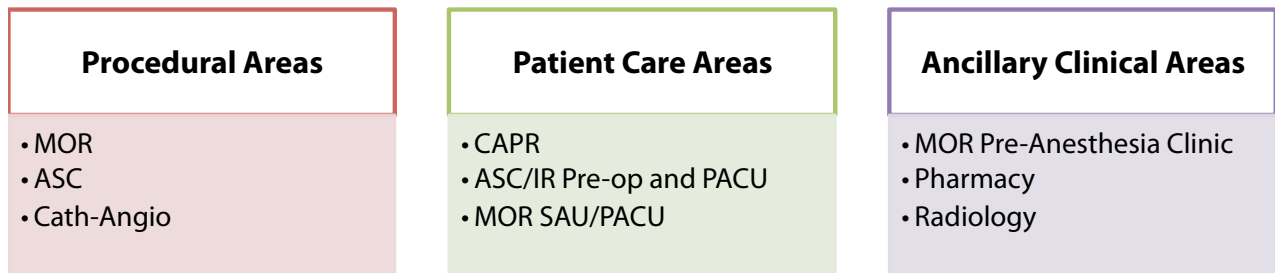 Procedural Areas
• MOR
• ASC
• Cath-Angio
Patient Care Areas
• CAPR
• ASC/IR Pre-op and PACU
• MOR SAU/PACU
Ancillary Clinical Areas
• MOR Pre-Anesthesia Clinic
• Pharmacy
• Radiology